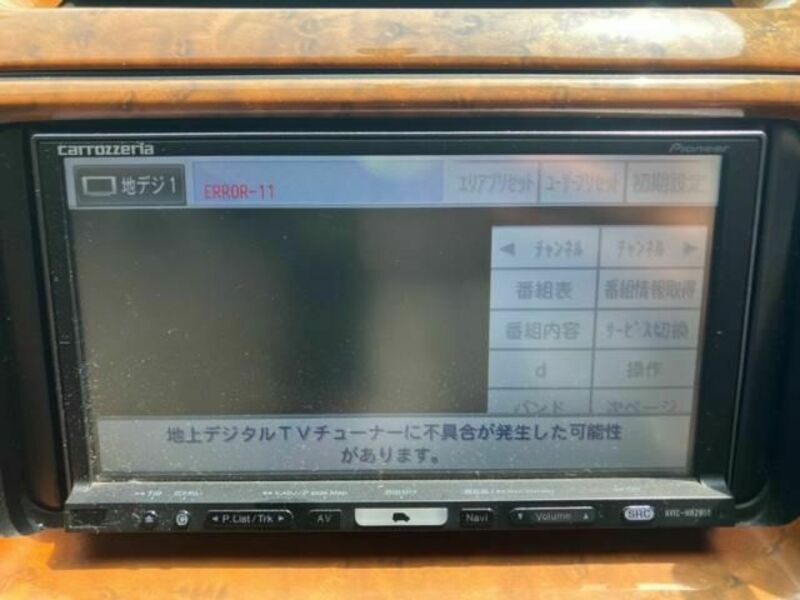 carrozzeria Pioneer
地デジ1 ERROR-11 エリアプリセット ユーザープリセット 初期設定
◀ チャンネル チャンネル ▶
番組表 番組情報取得
番組内容 サービス切換
d 操作
バンド 次ページ
地上デジタルTVチューナーに不具合が発生した可能性
があります。
◀ P.List/Trk ▶ AV Navi ▼ Volume ▲ SRC